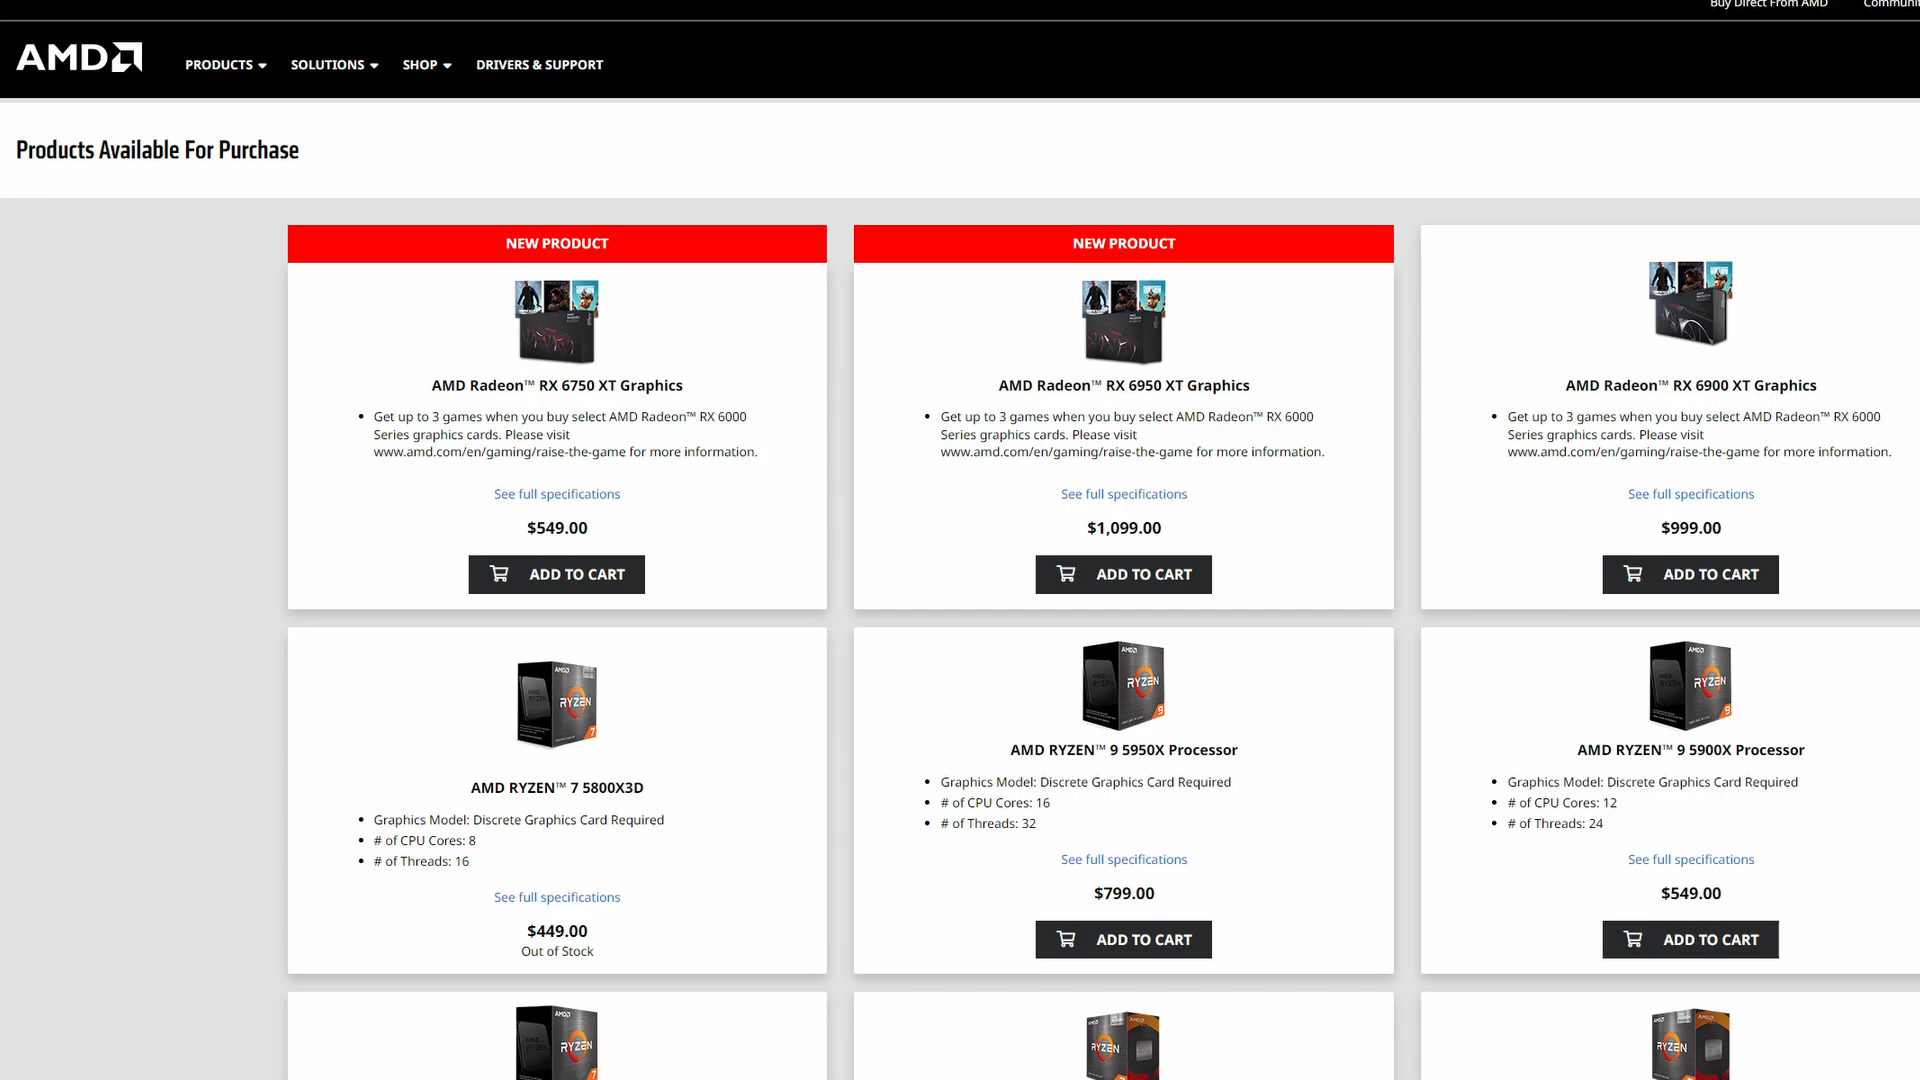 Buy Direct From AMD
AMD
PRODUCTS
SOLUTIONS
SHOP
DRIVERS & SUPPORT
Products Available For Purchase
NEW PRODUCT
AMD Radeon™ RX 6750 XT Graphics
Get up to 3 games when you buy select AMD Radeon™ RX 6000
Series graphics cards. Please visit
www.amd.com/en/gaming/raise-the-game for more information.
See full specifications
$549.00
ADD TO CART
NEW PRODUCT
AMD Radeon™ RX 6950 XT Graphics
Get up to 3 games when you buy select AMD Radeon™ RX 6000
Series graphics cards. Please visit
www.amd.com/en/gaming/raise-the-game for more information.
See full specifications
$1,099.00
ADD TO CART
AMD Radeon™ RX 6900 XT Graphics
Get up to 3 games when you buy select AMD Radeon™ RX 6000
Series graphics cards. Please visit
www.amd.com/en/gaming/raise-the-game for more information.
See full specifications
$999.00
ADD TO CART
AMD
RYZEN
7
AMD RYZEN™ 7 5800X3D
Graphics Model: Discrete Graphics Card Required
# of CPU Cores: 8
# of Threads: 16
See full specifications
$449.00
Out of Stock
AMD
RYZEN
9
AMD RYZEN™ 9 5950X Processor
Graphics Model: Discrete Graphics Card Required
# of CPU Cores: 16
# of Threads: 32
See full specifications
$799.00
ADD TO CART
AMD
RYZEN
9
AMD RYZEN™ 9 5900X Processor
Graphics Model: Discrete Graphics Card Required
# of CPU Cores: 12
# of Threads: 24
See full specifications
$549.00
ADD TO CART
AMD
RYZEN
7
AMD
AMD
RYZEN
AMD
AMD
RYZEN